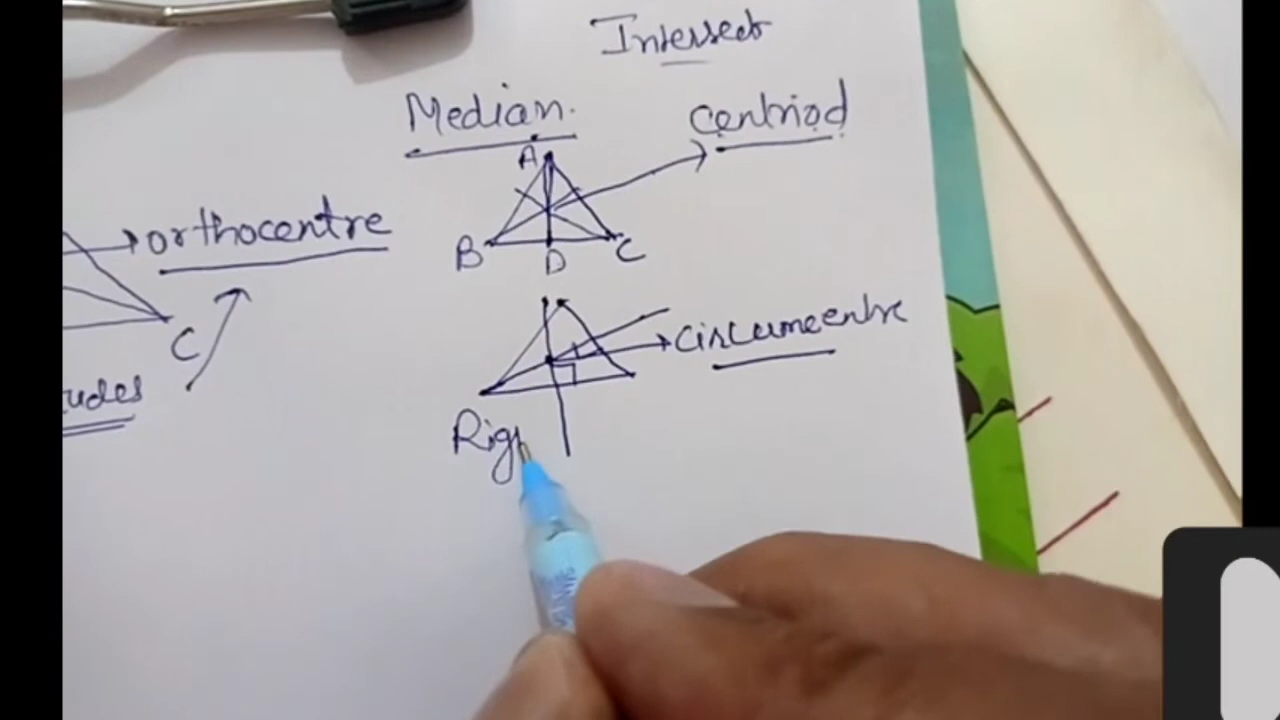 Intersect
Median.
Centriod
A
orthocentre
B
D
C
C
Circumcentre
udes
Rig